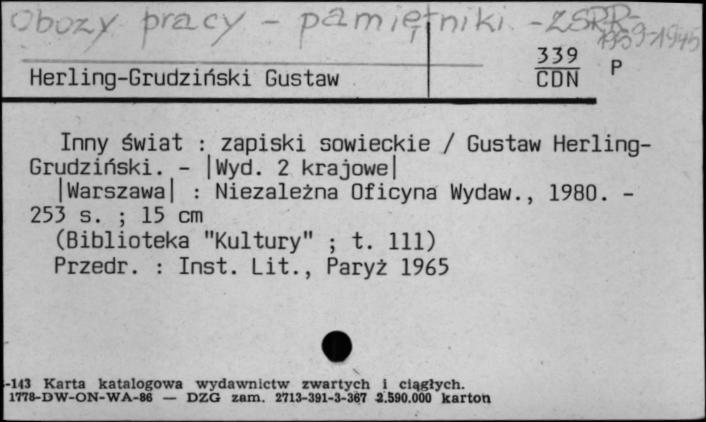 Obozy pracy - pamiętniki. - ZSRR - 1939-1945
339
CDN
P
Herling-Grudziński Gustaw
Inny świat : zapiski sowieckie / Gustaw Herling-
Grudziński. - |Wyd. 2 krajowe|
|Warszawa| : Niezależna Oficyna Wydaw., 1980. -
253 s. ; 15 cm
(Biblioteka "Kultury" ; t. 111)
Przedr. : Inst. Lit., Paryż 1965
-143 Karta katalogowa wydawnictw zwartych i ciągłych.
1778-DW-ON-WA-86 — DZG zam. 2713-391-3-367 2.590.000 karton